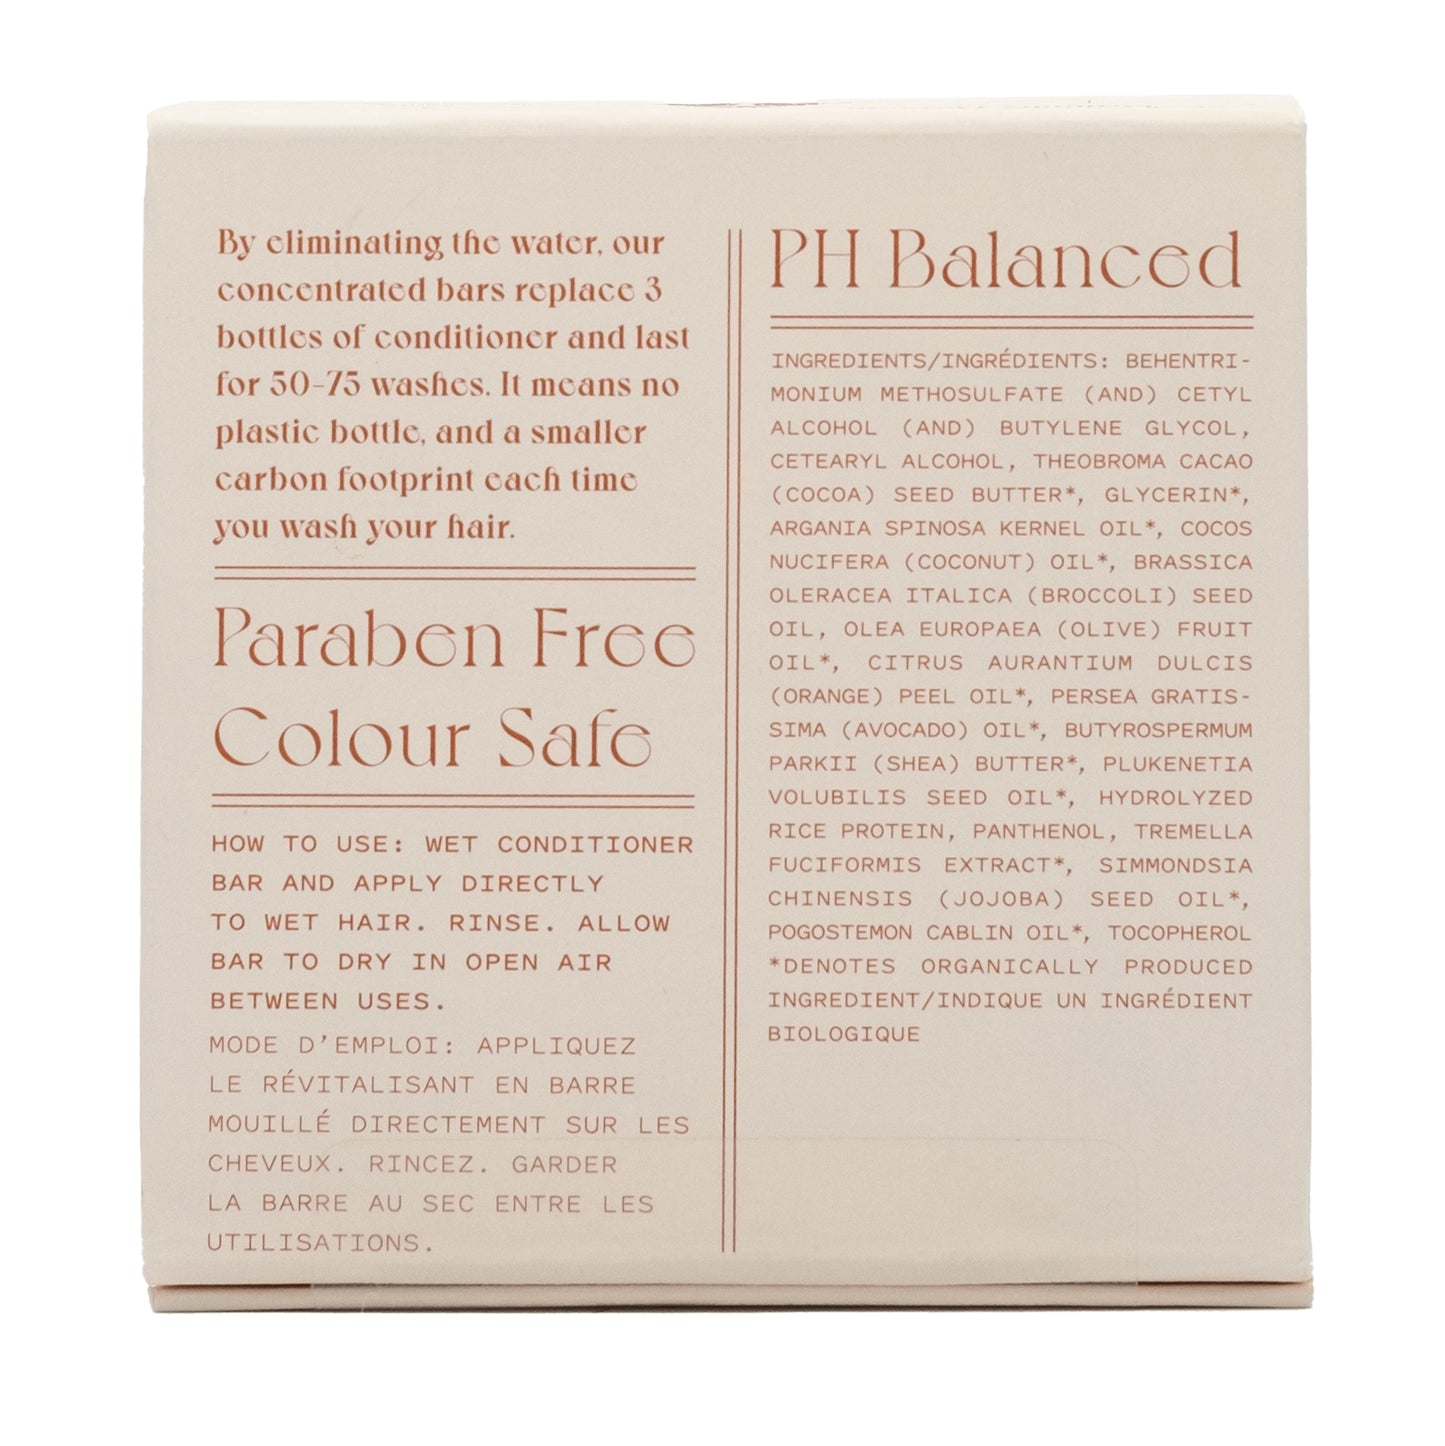 By eliminating the water, our
concentrated bars replace 3
bottles of conditioner and last
for 50-75 washes. It means no
plastic bottle, and a smaller
carbon footprint each time
you wash your hair.
Paraben Free
Colour Safe
HOW TO USE: WET CONDITIONER
BAR AND APPLY DIRECTLY
TO WET HAIR. RINSE. ALLOW
BAR TO DRY IN OPEN AIR
BETWEEN USES.
MODE D’EMPLOI: APPLIQUEZ
LE RÉVITALISANT EN BARRE
MOUILLÉ DIRECTEMENT SUR LES
CHEVEUX. RINCEZ. GARDER
LA BARRE AU SEC ENTRE LES
UTILISATIONS.
PH Balanced
INGREDIENTS/INGRÉDIENTS: BEHENTRI-
MONIUM METHOSULFATE (AND) CETYL
ALCOHOL (AND) BUTYLENE GLYCOL,
CETEARYL ALCOHOL, THEOBROMA CACAO
(COCOA) SEED BUTTER*, GLYCERIN*,
ARGANIA SPINOSA KERNEL OIL*, COCOS
NUCIFERA (COCONUT) OIL*, BRASSICA
OLERACEA ITALICA (BROCCOLI) SEED
OIL, OLEA EUROPAEA (OLIVE) FRUIT
OIL*, CITRUS AURANTIUM DULCIS
(ORANGE) PEEL OIL*, PERSEA GRATIS-
SIMA (AVOCADO) OIL*, BUTYROSPERMUM
PARKII (SHEA) BUTTER*, PLUKENETIA
VOLUBILIS SEED OIL*, HYDROLYZED
RICE PROTEIN, PANTHENOL, TREMELLA
FUCIFORMIS EXTRACT*, SIMMONDSIA
CHINENSIS (JOJOBA) SEED OIL*,
POGOSTEMON CABLIN OIL*, TOCOPHEROL
*DENOTES ORGANICALLY PRODUCED
INGREDIENT/INDIQUE UN INGRÉDIENT
BIOLOGIQUE